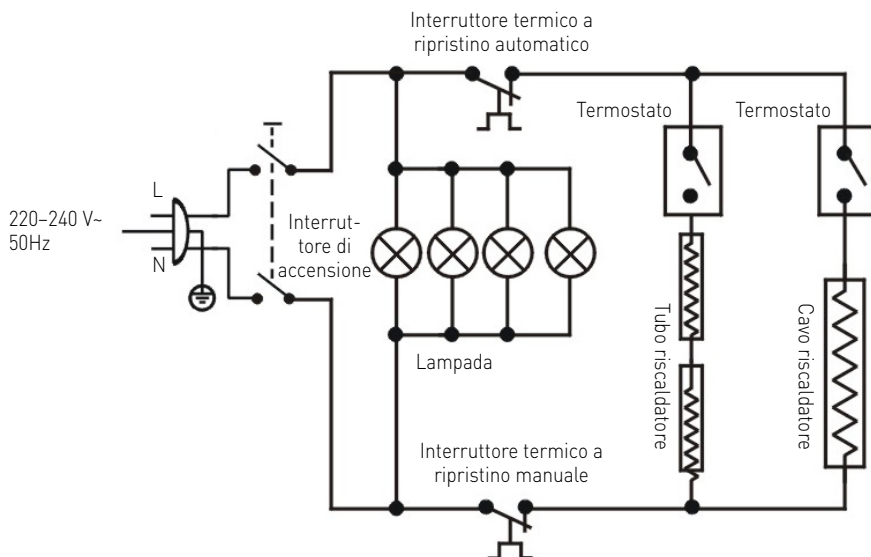 Interruttore termico a
ripristino automatico
Termostato
Termostato
L
220–240 V~
50Hz
N
Interrut-
tore di
accensione
Lampada
Tubo riscaldatore
Cavo riscaldatore
Interruttore termico a
ripristino manuale